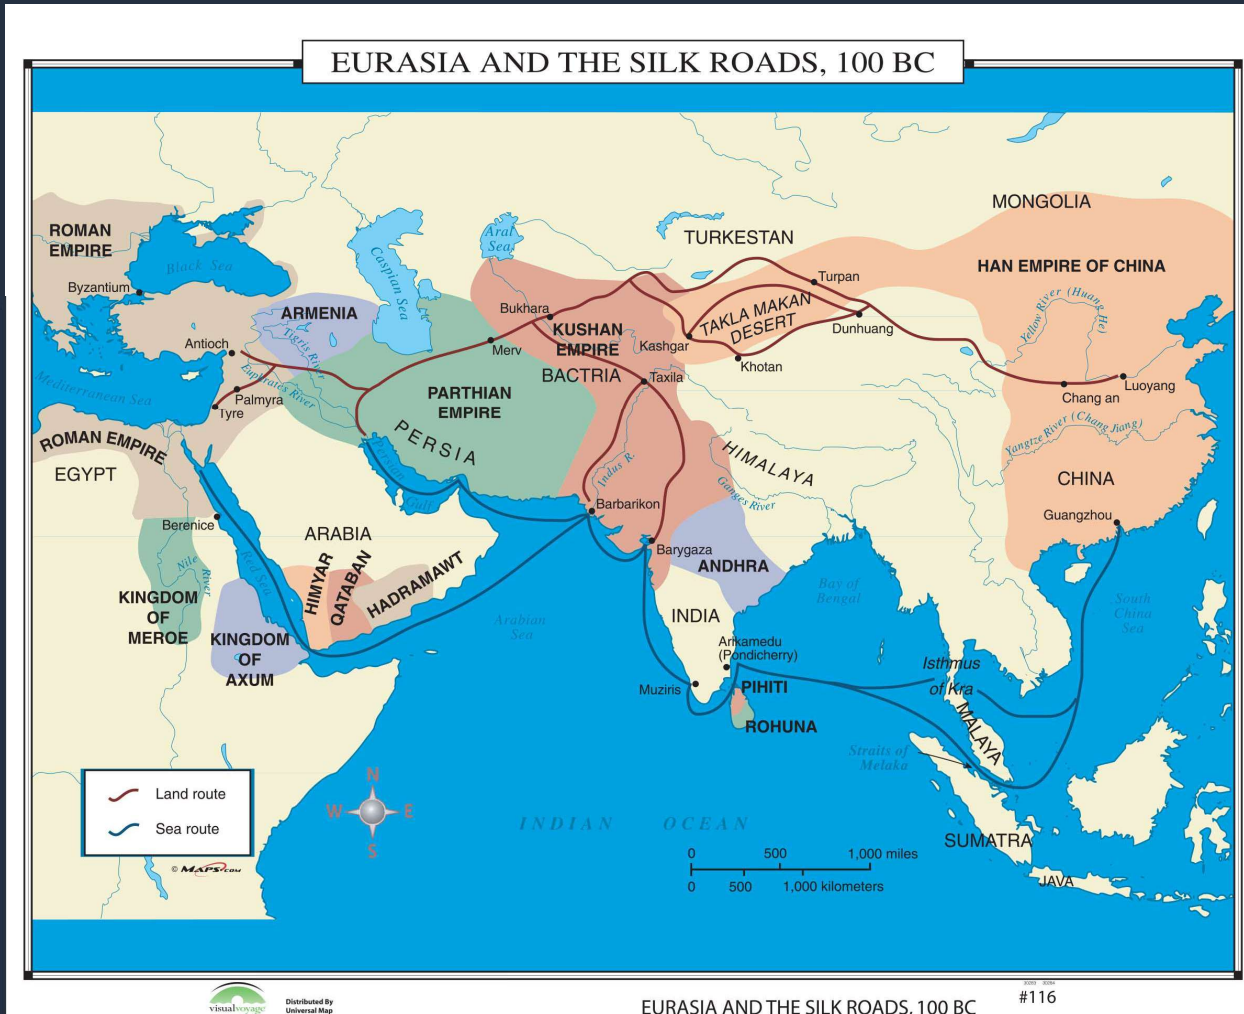 EURASIA AND THE SILK ROADS, 100 BC
MONGOLIA
ROMAN
EMPIRE
Black Sea
Byzantium
Caspian Sea
Aral
Sea
TURKESTAN
HAN EMPIRE OF CHINA
Turpan
Bukhara
ARMENIA
Tigris River
KUSHAN
EMPIRE
TAKLA MAKAN
DESERT
Dunhuang
Yellow River (Huang He)
Antioch
Merv
Kashgar
Khotan
BACTRIA
Taxila
Luoyang
Chang an
Mediterranean Sea
Euphrates River
Palmyra
Tyre
PARTHIAN
EMPIRE
PERSIA
Yangtze River (Chang Jiang)
ROMAN EMPIRE
EGYPT
Persian
Gulf
Indus R.
HIMALAYA
Ganges River
CHINA
Barbarikon
Guangzhou
Berenice
ARABIA
Barygaza
ANDHRA
Nile
River
Red Sea
HIMYAR
QATABAN
HADRAMAWT
KINGDOM
OF
MEROE
KINGDOM
OF
AXUM
Arabian
Sea
INDIA
Bay of
Bengal
South
China
Sea
Arikamedu
(Pondicherry)
Muziris
PIHITI
ROHUNA
Isthmus
of Kra
MALAYA
Straits of
Melaka
N
W E
S
Land route
Sea route
© MAPS.COM
INDIAN OCEAN
SUMATRA
JAVA
0 500 1,000 miles
0 500 1,000 kilometers
visualvoyage
Distributed By
Universal Map
EURASIA AND THE SILK ROADS, 100 BC
#116